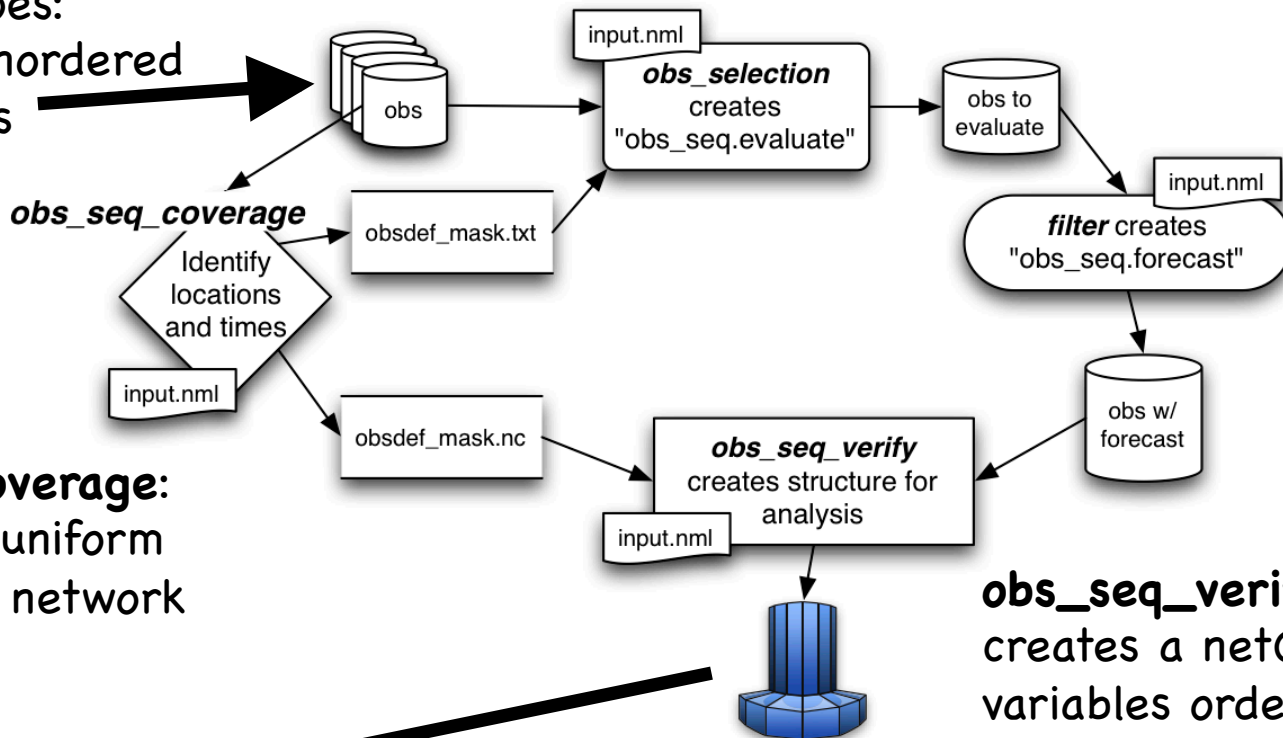 nordered
input.nml
obs_selection
creates
"obs_seq.evaluate"
obs
obs to
evaluate
input.nml
filter creates
"obs_seq.forecast"
obs_seq_coverage
Identify
locations
and times
input.nml
obsdef_mask.txt
obsdef_mask.nc
obs_seq_verify
creates structure for
analysis
input.nml
obs w/
forecast
overage:
uniform
network
obs_seq_veri
creates a net
variables orde